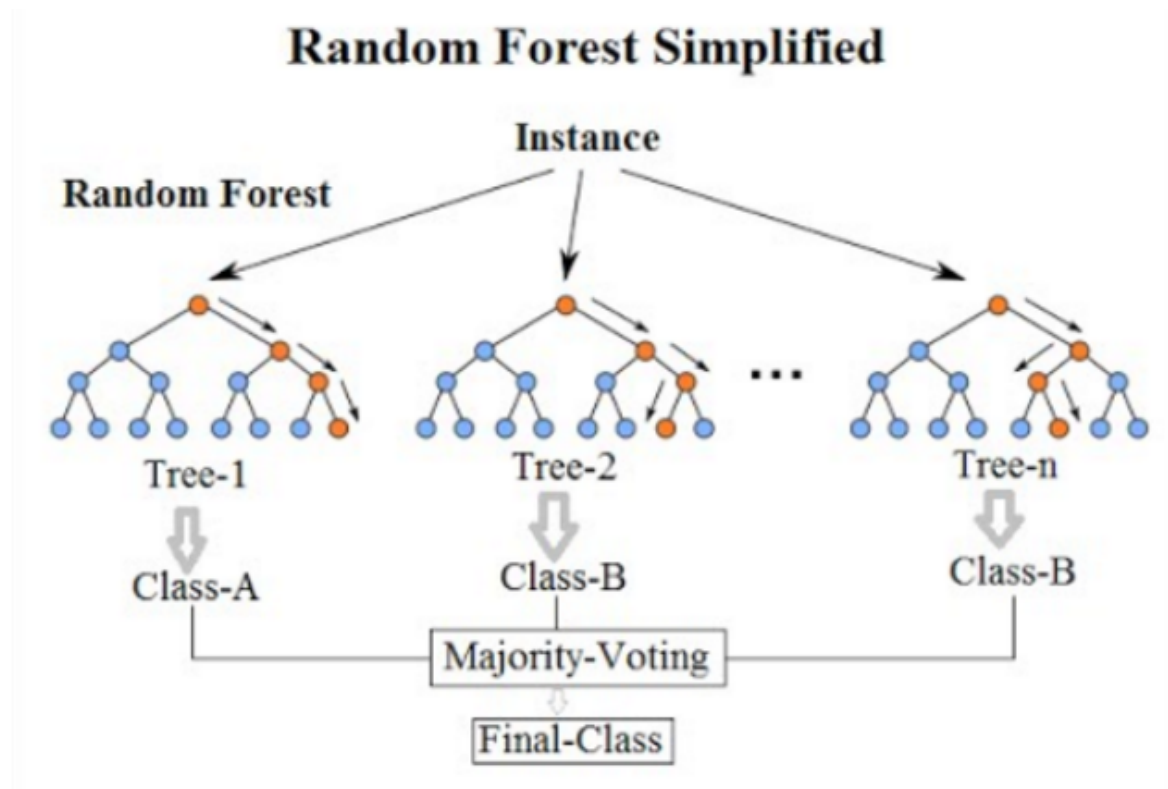 Random Forest Simplified
Instance
Random Forest
...
Tree-1
Tree-2
Tree-n
Class-A
Class-B
Class-B
Majority-Voting
Final-Class